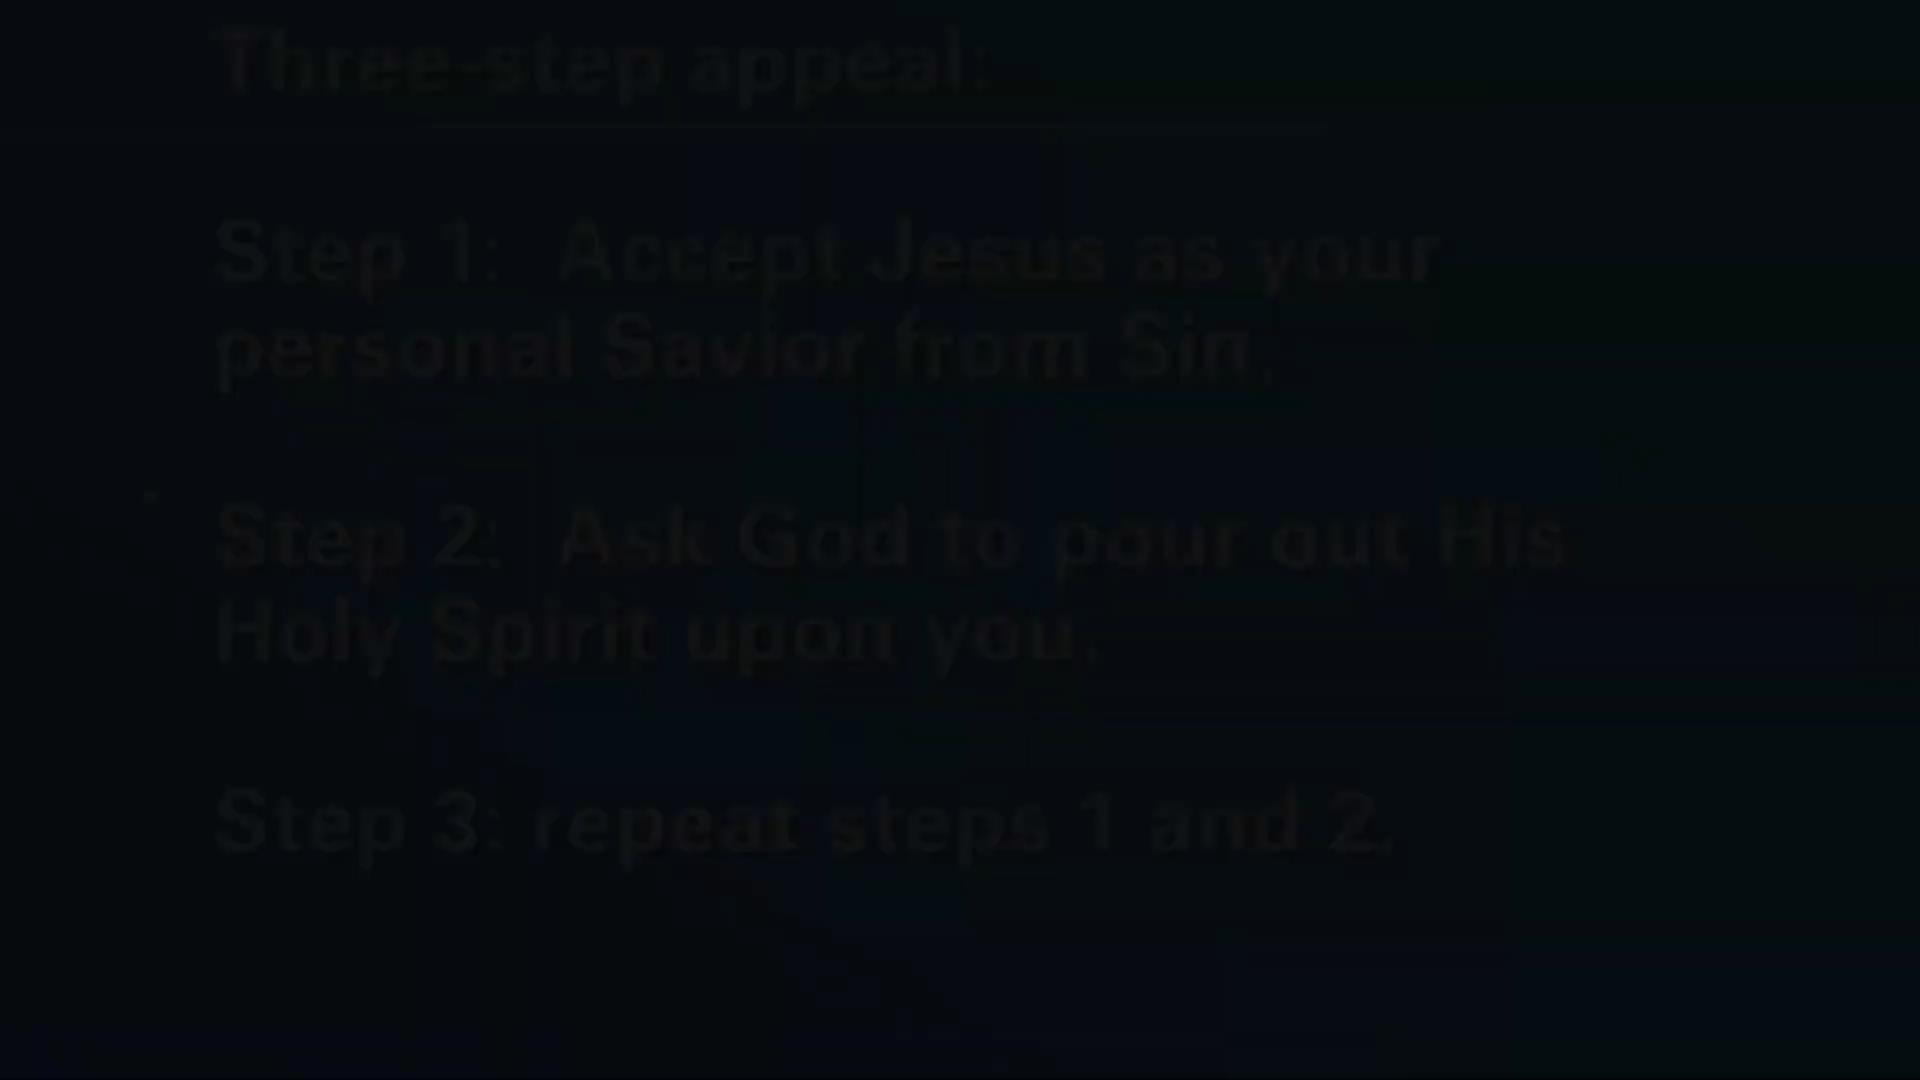 Three-step appeal:
Step 1: Accept Jesus as your
personal Savior from Sin.
Step 2: Ask God to pour out His
Holy Spirit upon you.
Step 3: repeat steps 1 and 2.